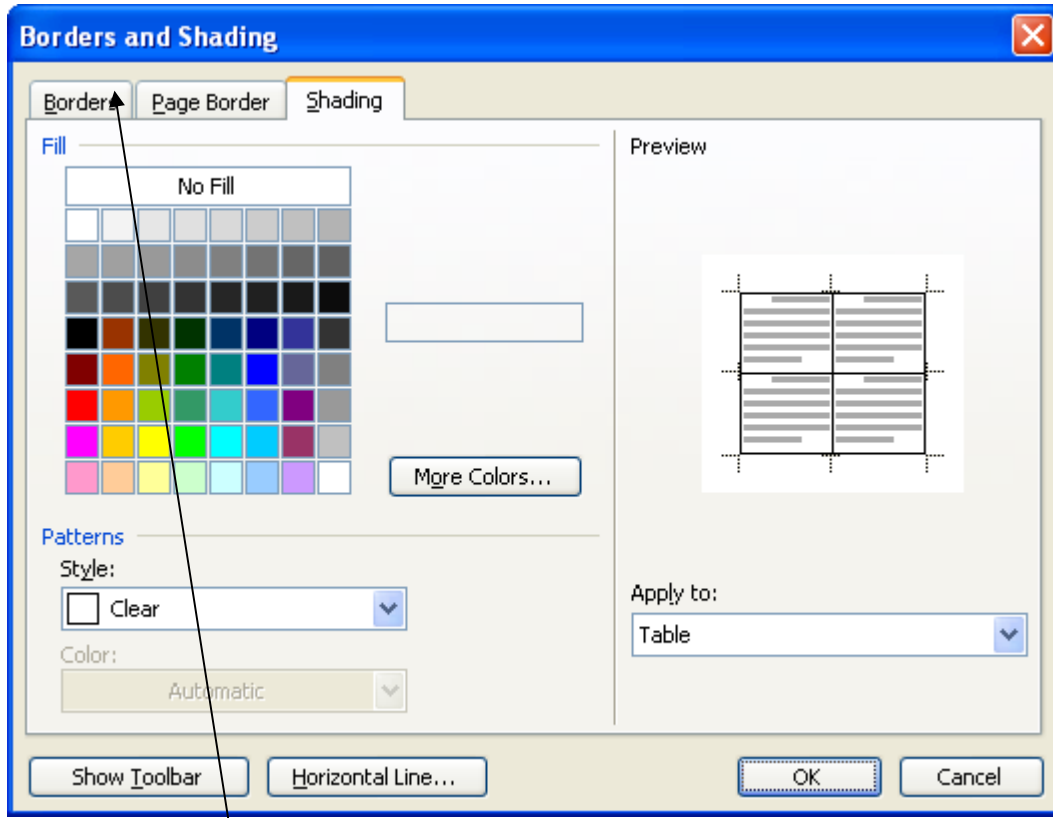 Borders and Shading
Borders Page Border Shading
Fill
Preview
No Fill
More Colors...
Patterns
Style:
Clear
Apply to:
Table
Color:
Automatic
Show Toolbar Horizontal Line... OK Cancel